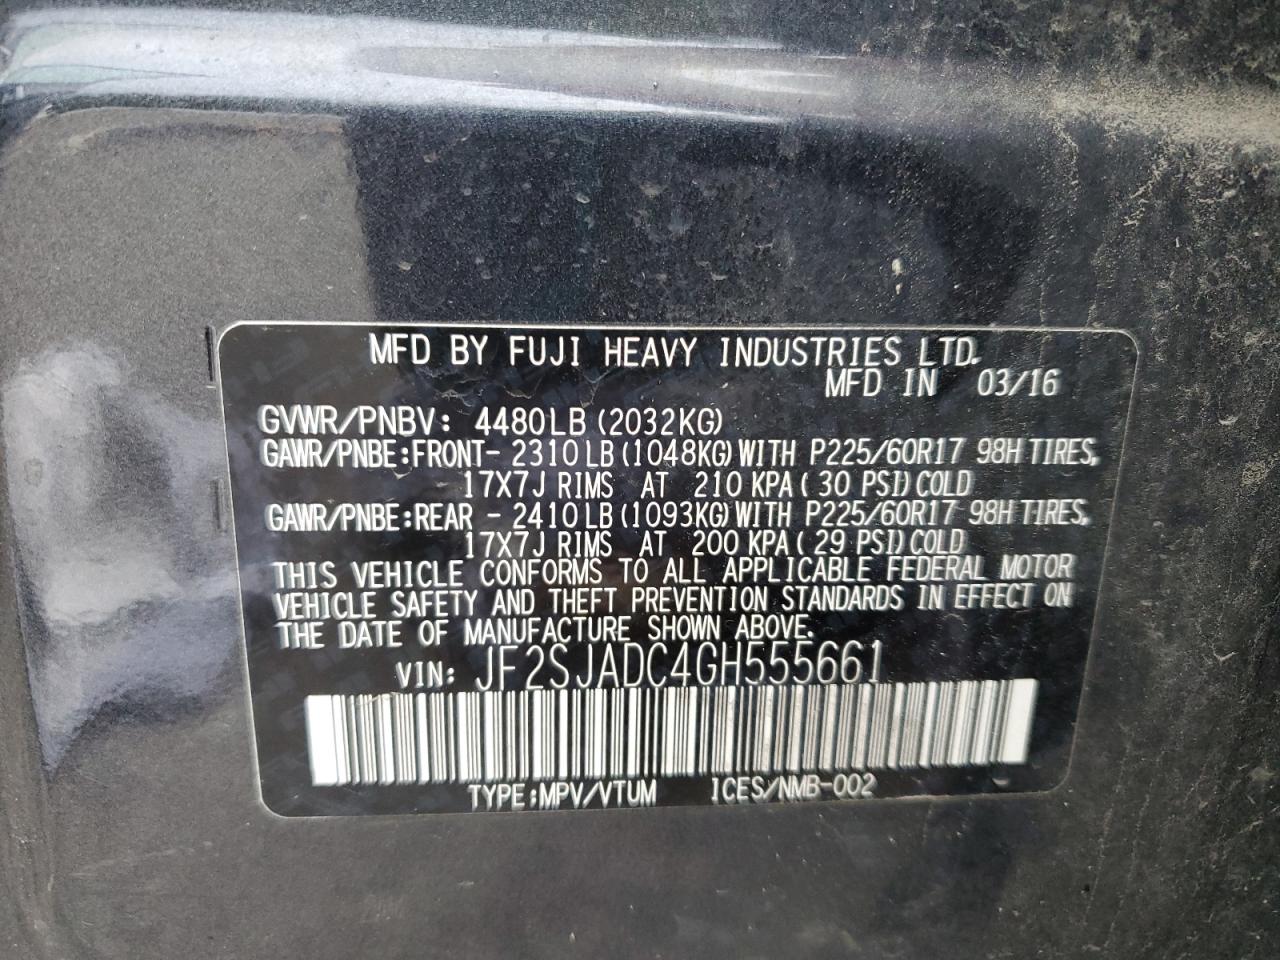 MFD BY FUJI HEAVY INDUSTRIES LTD.
MFD IN 03/16
GVWR/PNBV: 4480LB (2032KG)
GAWR/PNBE:FRONT- 2310LB (1048KG) WITH P225/60R17 98H TIRES,
17X7J RIMS AT 210 KPA ( 30 PSI) COLD
GAWR/PNBE:REAR - 2410LB (1093KG) WITH P225/60R17 98H TIRES,
17X7J RIMS AT 200 KPA ( 29 PSI) COLD
THIS VEHICLE CONFORMS TO ALL APPLICABLE FEDERAL MOTOR
VEHICLE SAFETY AND THEFT PREVENTION STANDARDS IN EFFECT ON
THE DATE OF MANUFACTURE SHOWN ABOVE.
VIN: JF2SJADC4GH555661
TYPE:MPV/VTUM ICES/NMB-002